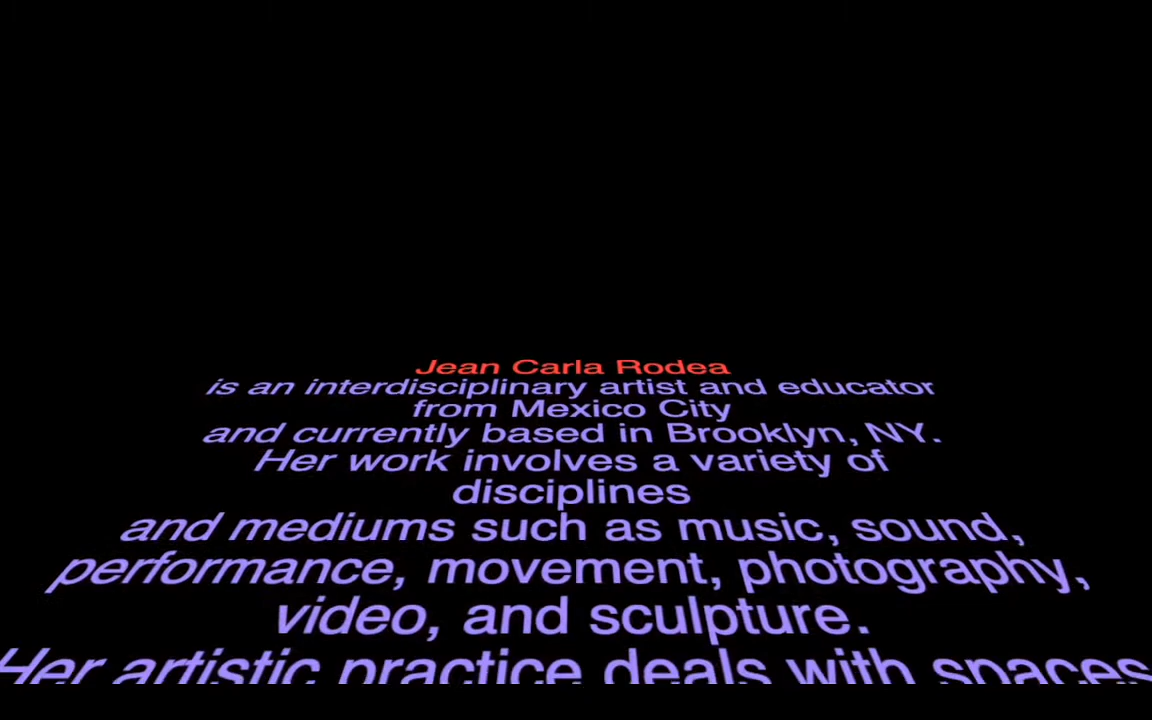 Jean Carla Rodea
is an interdisciplinary artist and educator
from Mexico City
and currently based in Brooklyn, NY.
Her work involves a variety of
disciplines
and mediums such as music, sound,
performance, movement, photography,
video, and sculpture.
Her artistic practice deals with spaces